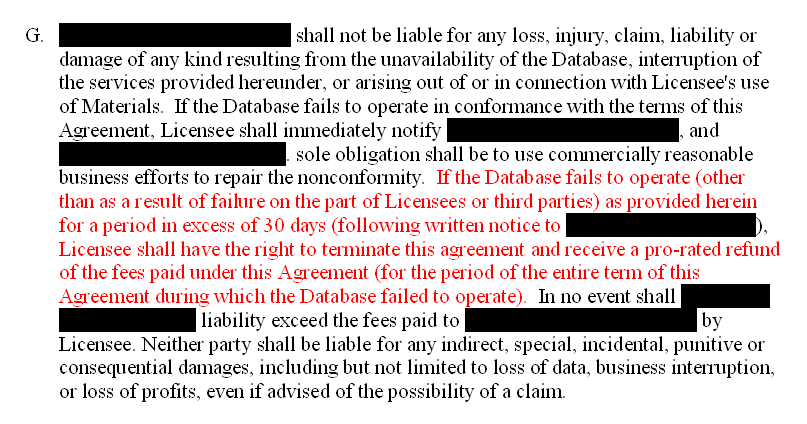 G. shall not be liable for any loss, injury, claim, liability or
damage of any kind resulting from the unavailability of the Database, interruption of
the services provided hereunder, or arising out of or in connection with Licensee's use
of Materials. If the Database fails to operate in conformance with the terms of this
Agreement, Licensee shall immediately notify , and
. sole obligation shall be to use commercially reasonable
business efforts to repair the nonconformity. If the Database fails to operate (other
than as a result of failure on the part of Licensees or third parties) as provided herein
for a period in excess of 30 days (following written notice to ),
Licensee shall have the right to terminate this agreement and receive a pro-rated refund
of the fees paid under this Agreement (for the period of the entire term of this
Agreement during which the Database failed to operate). In no event shall
liability exceed the fees paid to by
Licensee. Neither party shall be liable for any indirect, special, incidental, punitive or
consequential damages, including but not limited to loss of data, business interruption,
or loss of profits, even if advised of the possibility of a claim.